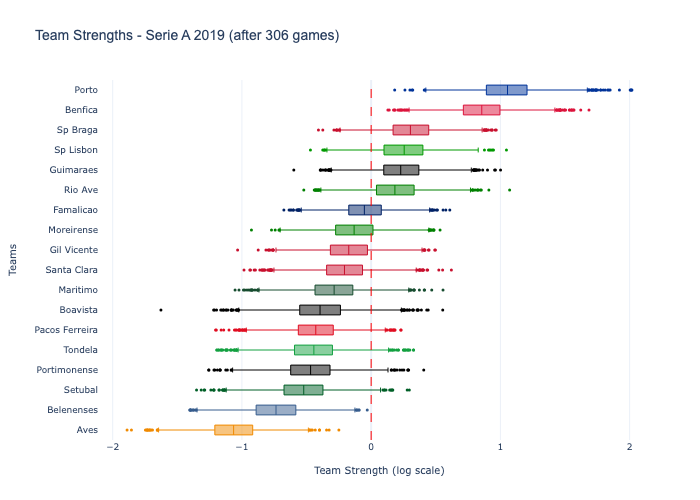 Team Strengths - Serie A 2019 (after 306 games)
Porto
Benfica
Sp Braga
Sp Lisbon
Guimaraes
Rio Ave
Famalicao
Moreirense
Gil Vicente
Santa Clara
Maritimo
Boavista
Pacos Ferreira
Tondela
Portimonense
Setubal
Belenenses
Aves
Teams
−2
−1
0
1
2
Team Strength (log scale)